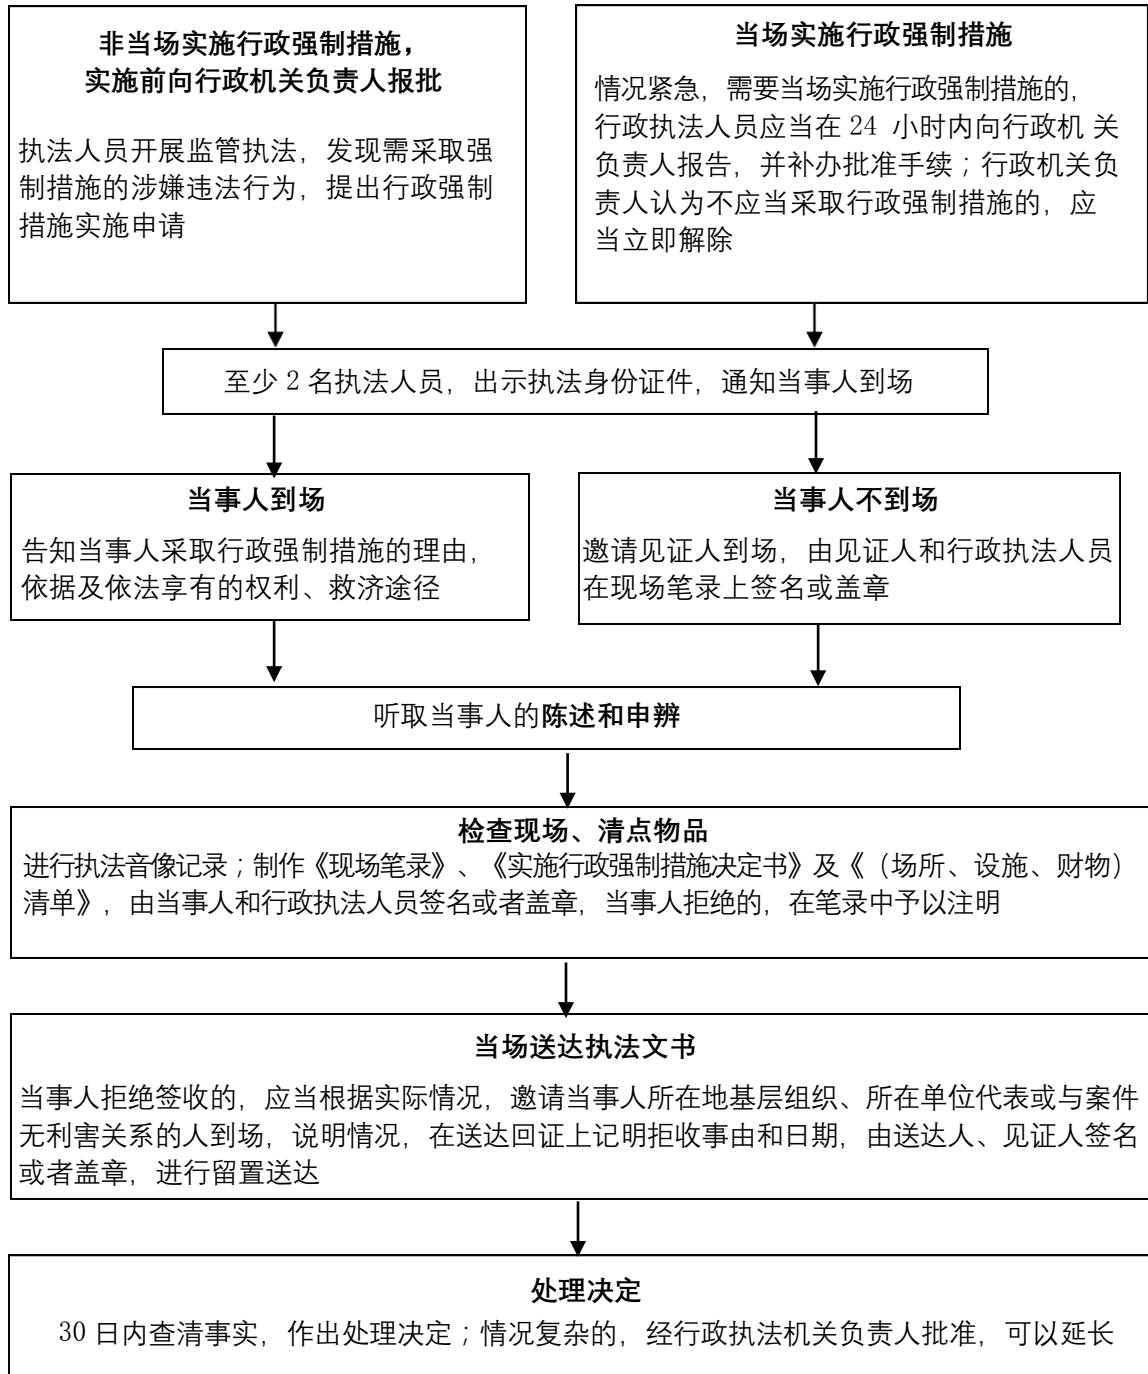 非当场实施行政强制措施，
实施前向行政机关负责人报批
执法人员开展监管执法，发现需采取强
制措施的涉嫌违法行为，提出行政强制
措施实施申请
当场实施行政强制措施
情况紧急，需要当场实施行政强制措施的，
行政执法人员应当在 24 小时内向行政机 关
负责人报告，并补办批准手续；行政机关负
责人认为不应当采取行政强制措施的，应
当立即解除
至少 2 名执法人员，出示执法身份证件，通知当事人到场
当事人到场
告知当事人采取行政强制措施的理由，
依据及依法享有的权利、救济途径
当事人不到场
邀请见证人到场，由见证人和行政执法人员
在现场笔录上签名或盖章
听取当事人的陈述和申辨
检查现场、清点物品
进行执法音像记录；制作《现场笔录》、《实施行政强制措施决定书》及《（场所、设施、财物）
清单》，由当事人和行政执法人员签名或者盖章，当事人拒绝的，在笔录中予以注明
当场送达执法文书
当事人拒绝签收的，应当根据实际情况，邀请当事人所在地基层组织、所在单位代表或与案件
无利害关系的人到场，说明情况，在送达回证上记明拒收事由和日期，由送达人、见证人签名
或者盖章，进行留置送达
处理决定
30 日内查清事实，作出处理决定；情况复杂的，经行政执法机关负责人批准，可以延长